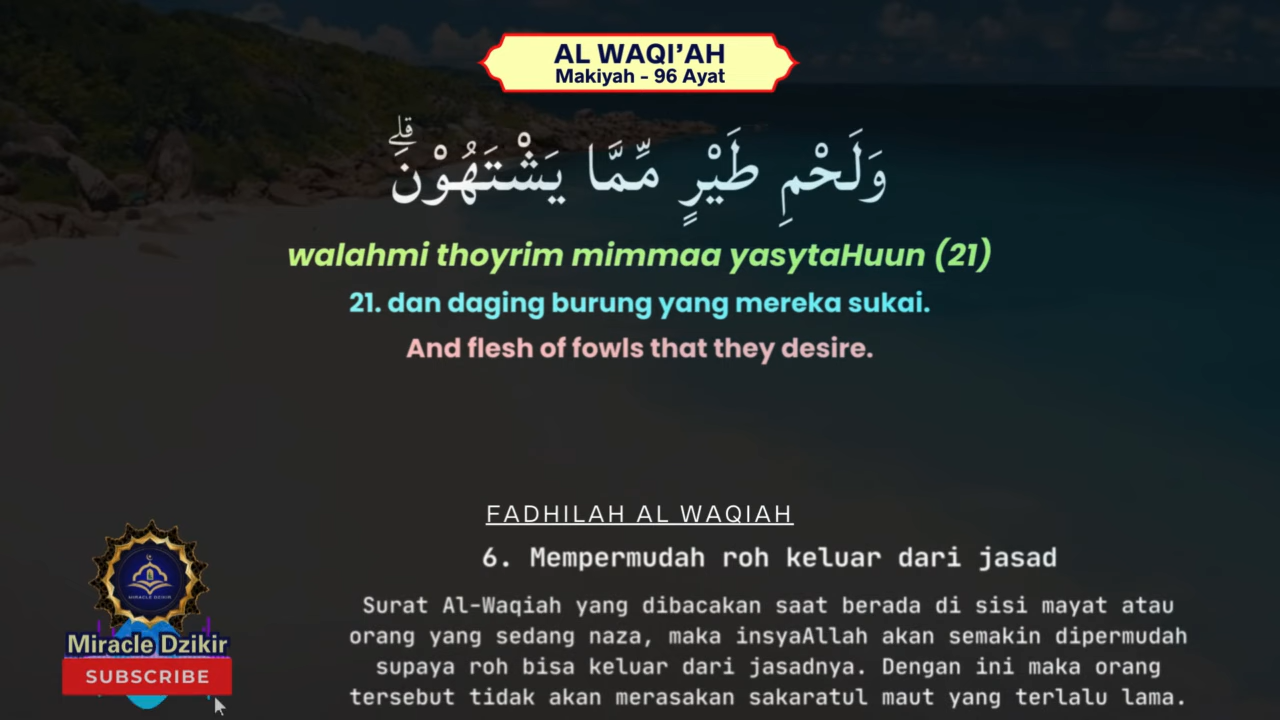 AL WAQI'AH
Makiyah - 96 Ayat
وَلَحْمِ طَيْرٍ مِّمَّا يَشْتَهُوْنَۗ
walahmi thoyrim mimmaa yasytaHuun (21)
21. dan daging burung yang mereka sukai.
And flesh of fowls that they desire.
FADHILAH AL WAQIAH
6. Mempermudah roh keluar dari jasad
Surat Al-Waqiah yang dibacakan saat berada di sisi mayat atau
orang yang sedang naza, maka insyaAllah akan semakin dipermudah
supaya roh bisa keluar dari jasadnya. Dengan ini maka orang
tersebut tidak akan merasakan sakaratul maut yang terlalu lama.
MIRACLE DZIKIR
Miracle Dzikir
SUBSCRIBE